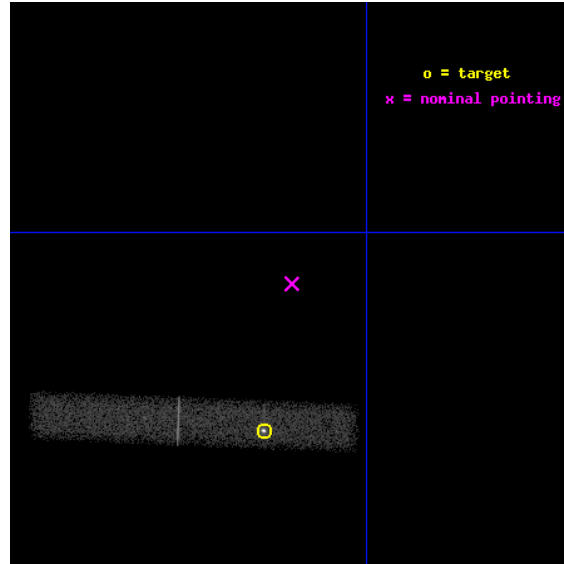 o = target
x = nominal pointing